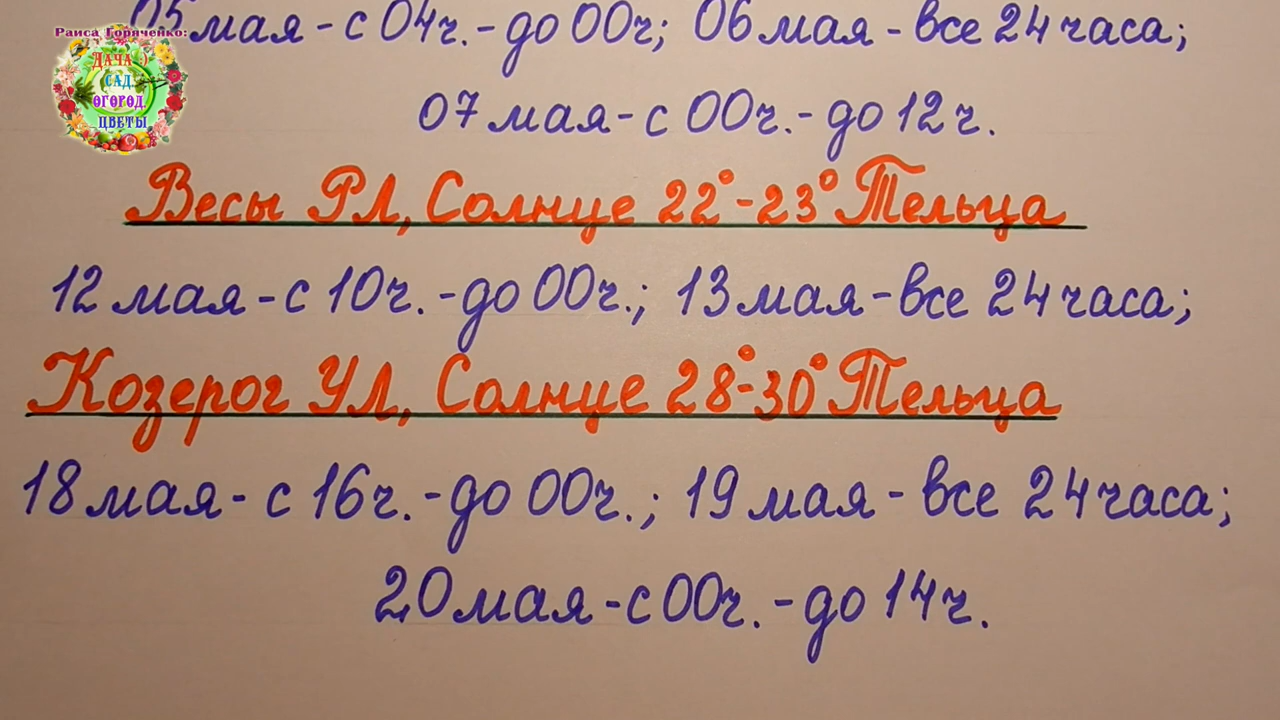 Раиса Горяченко:
ДАЧА :)
САД,
ОГОРОД,
ЦВЕТЫ
05 мая - с 04ч. - до 00ч; 06 мая - все 24 часа;
07 мая - с 00ч. - до 12 ч.
Весы РЛ, Солнце 22° - 23° Тельца
12 мая - с 10ч. - до 00ч.; 13 мая - все 24 часа;
Козерог УЛ, Солнце 28° - 30° Тельца
18 мая - с 16ч. - до 00ч.; 19 мая - все 24 часа;
20 мая - с 00ч. - до 14ч.